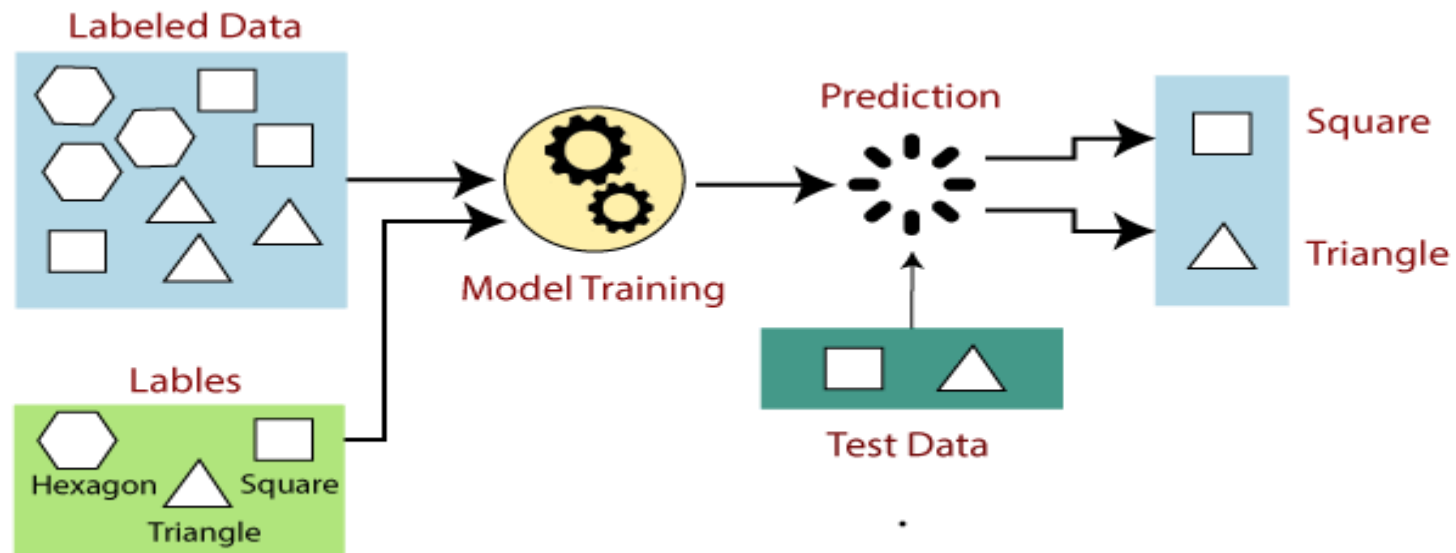 Labeled Data
Prediction
Square
Triangle
Model Training
Lables
Hexagon
Square
Triangle
Test Data